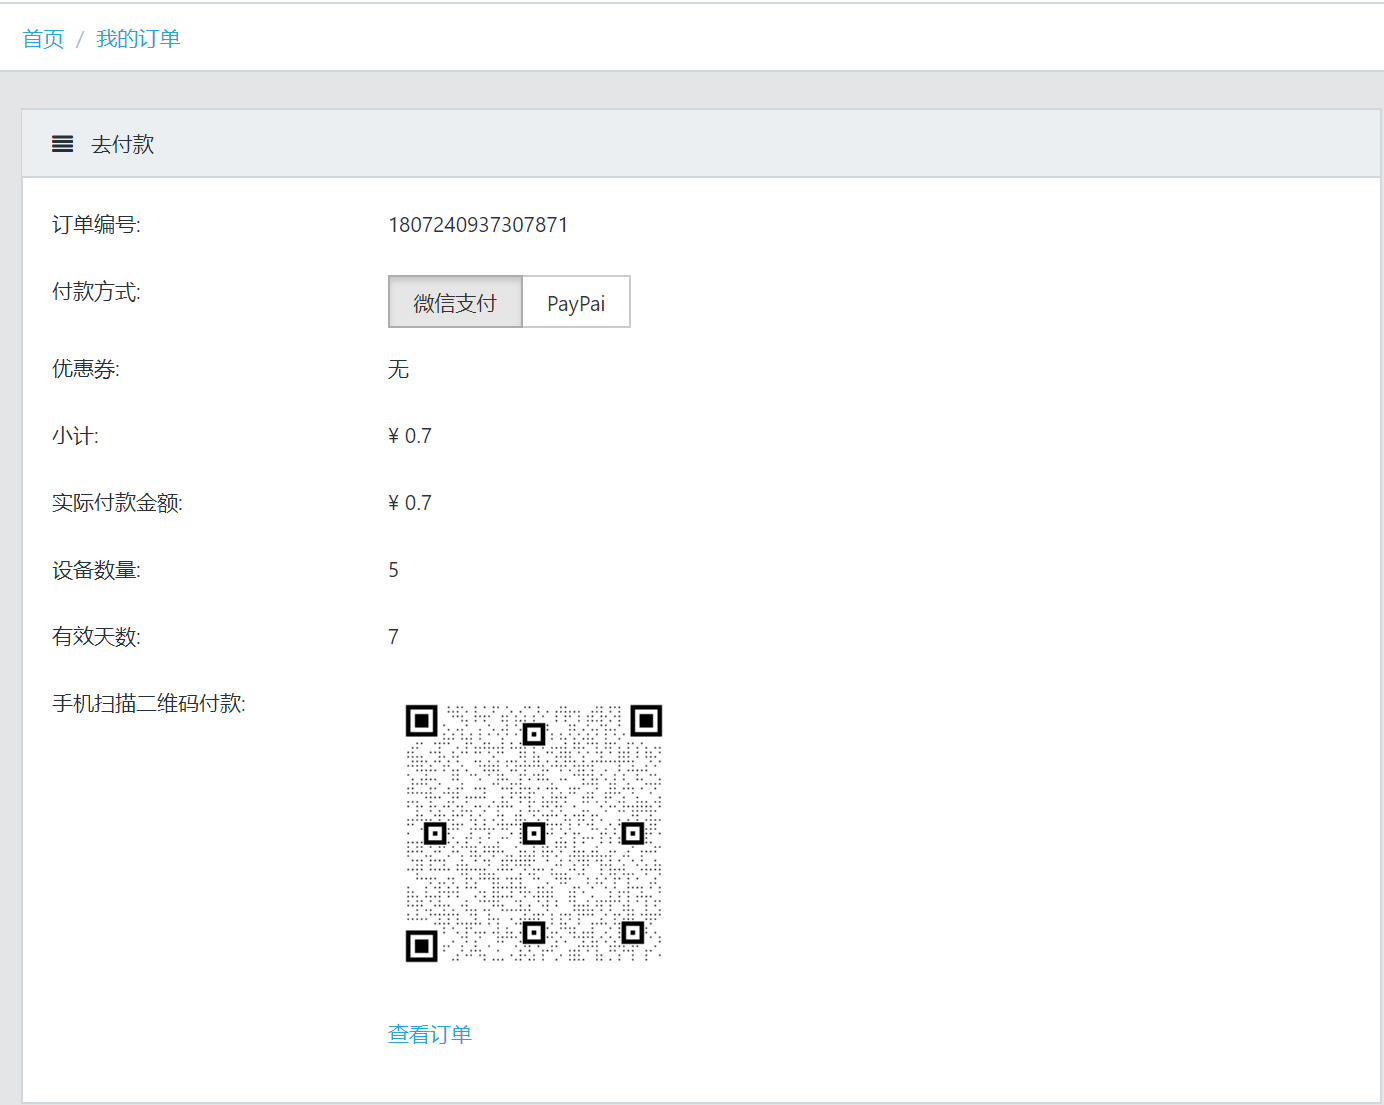 首页 / 我的订单
去付款
订单编号: 1807240937307871
付款方式: 微信支付 PayPai
优惠券: 无
小计: ¥ 0.7
实际付款金额: ¥ 0.7
设备数量: 5
有效天数: 7
手机扫描二维码付款:
查看订单